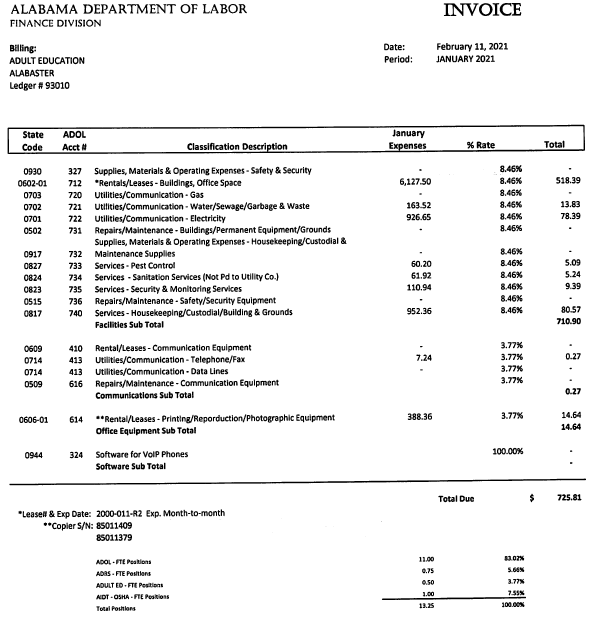 ALABAMA DEPARTMENT OF LABOR INVOICE
FINANCE DIVISION
Billing: Date: February 11, 2021
ADULT EDUCATION Period: JANUARY 2021
ALABASTER
Ledger # 93010
State ADOL January
Code Acct # Classification Description Expenses % Rate Total
0930 327 Supplies, Materials & Operating Expenses - Safety & Security - 8.46% -
0602-01 712 *Rentals/Leases - Buildings, Office Space 6,127.50 8.46% 518.39
0703 720 Utilities/Communication - Gas - 8.46% -
0702 721 Utilities/Communication - Water/Sewage/Garbage & Waste 163.52 8.46% 13.83
0701 722 Utilities/Communication - Electricity 926.65 8.46% 78.39
0502 731 Repairs/Maintenance - Buildings/Permanent Equipment/Grounds - 8.46% -
Supplies, Materials & Operating Expenses - Housekeeping/Custodial &
0917 732 Maintenance Supplies - 8.46% -
0827 733 Services - Pest Control 60.20 8.46% 5.09
0824 734 Services - Sanitation Services (Not Pd to Utility Co.) 61.92 8.46% 5.24
0823 735 Services - Security & Monitoring Services 110.94 8.46% 9.39
0515 736 Repairs/Maintenance - Safety/Security Equipment - 8.46% -
0817 740 Services - Housekeeping/Custodial/Building & Grounds 952.36 8.46% 80.57
Facilities Sub Total 710.90
0609 410 Rental/Leases - Communication Equipment - 3.77% -
0714 413 Utilities/Communication - Telephone/Fax 7.24 3.77% 0.27
0714 413 Utilities/Communication - Data Lines - 3.77% -
0509 616 Repairs/Maintenance - Communication Equipment 3.77% -
Communications Sub Total 0.27
0606-01 614 **Rental/Leases - Printing/Reporduction/Photographic Equipment 388.36 3.77% 14.64
Office Equipment Sub Total 14.64
0944 324 Software for VoIP Phones 100.00% -
Software Sub Total -
Total Due $ 725.81
*Lease# & Exp Date: 2000-011-R2 Exp. Month-to-month
**Copier S/N: 85011409
85011379
ADOL - FTE Positions 11.00 83.02%
ADRS - FTE Positions 0.75 5.66%
ADULT ED - FTE Positions 0.50 3.77%
AIDT - OSHA - FTE Positions 1.00 7.55%
Total Positions 13.25 100.00%